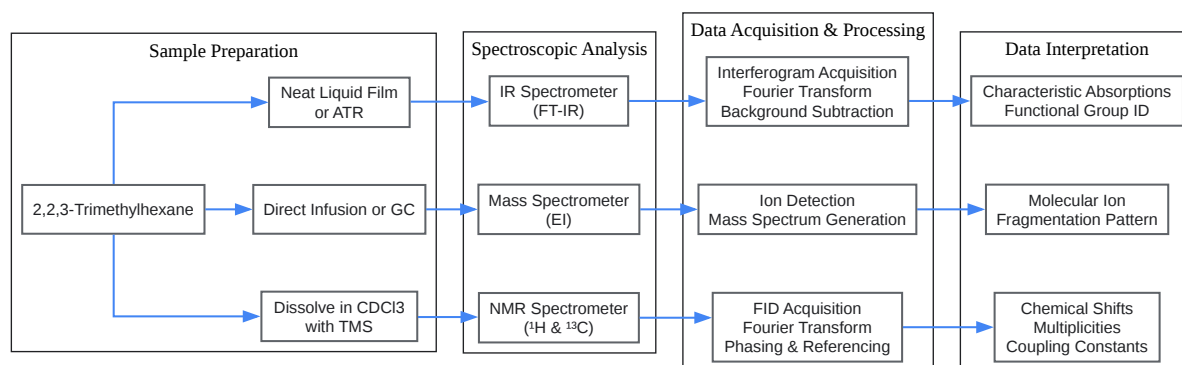 Sample Preparation
Spectroscopic Analysis
Data Acquisition & Processing
Data Interpretation
Neat Liquid Film
or ATR
IR Spectrometer
(FT-IR)
Interferogram Acquisition
Fourier Transform
Background Subtraction
Characteristic Absorptions
Functional Group ID
2,2,3-Trimethylhexane
Direct Infusion or GC
Mass Spectrometer
(EI)
Ion Detection
Mass Spectrum Generation
Molecular Ion
Fragmentation Pattern
Dissolve in CDCl3
with TMS
NMR Spectrometer
(¹H & ¹³C)
FID Acquisition
Fourier Transform
Phasing & Referencing
Chemical Shifts
Multiplicities
Coupling Constants